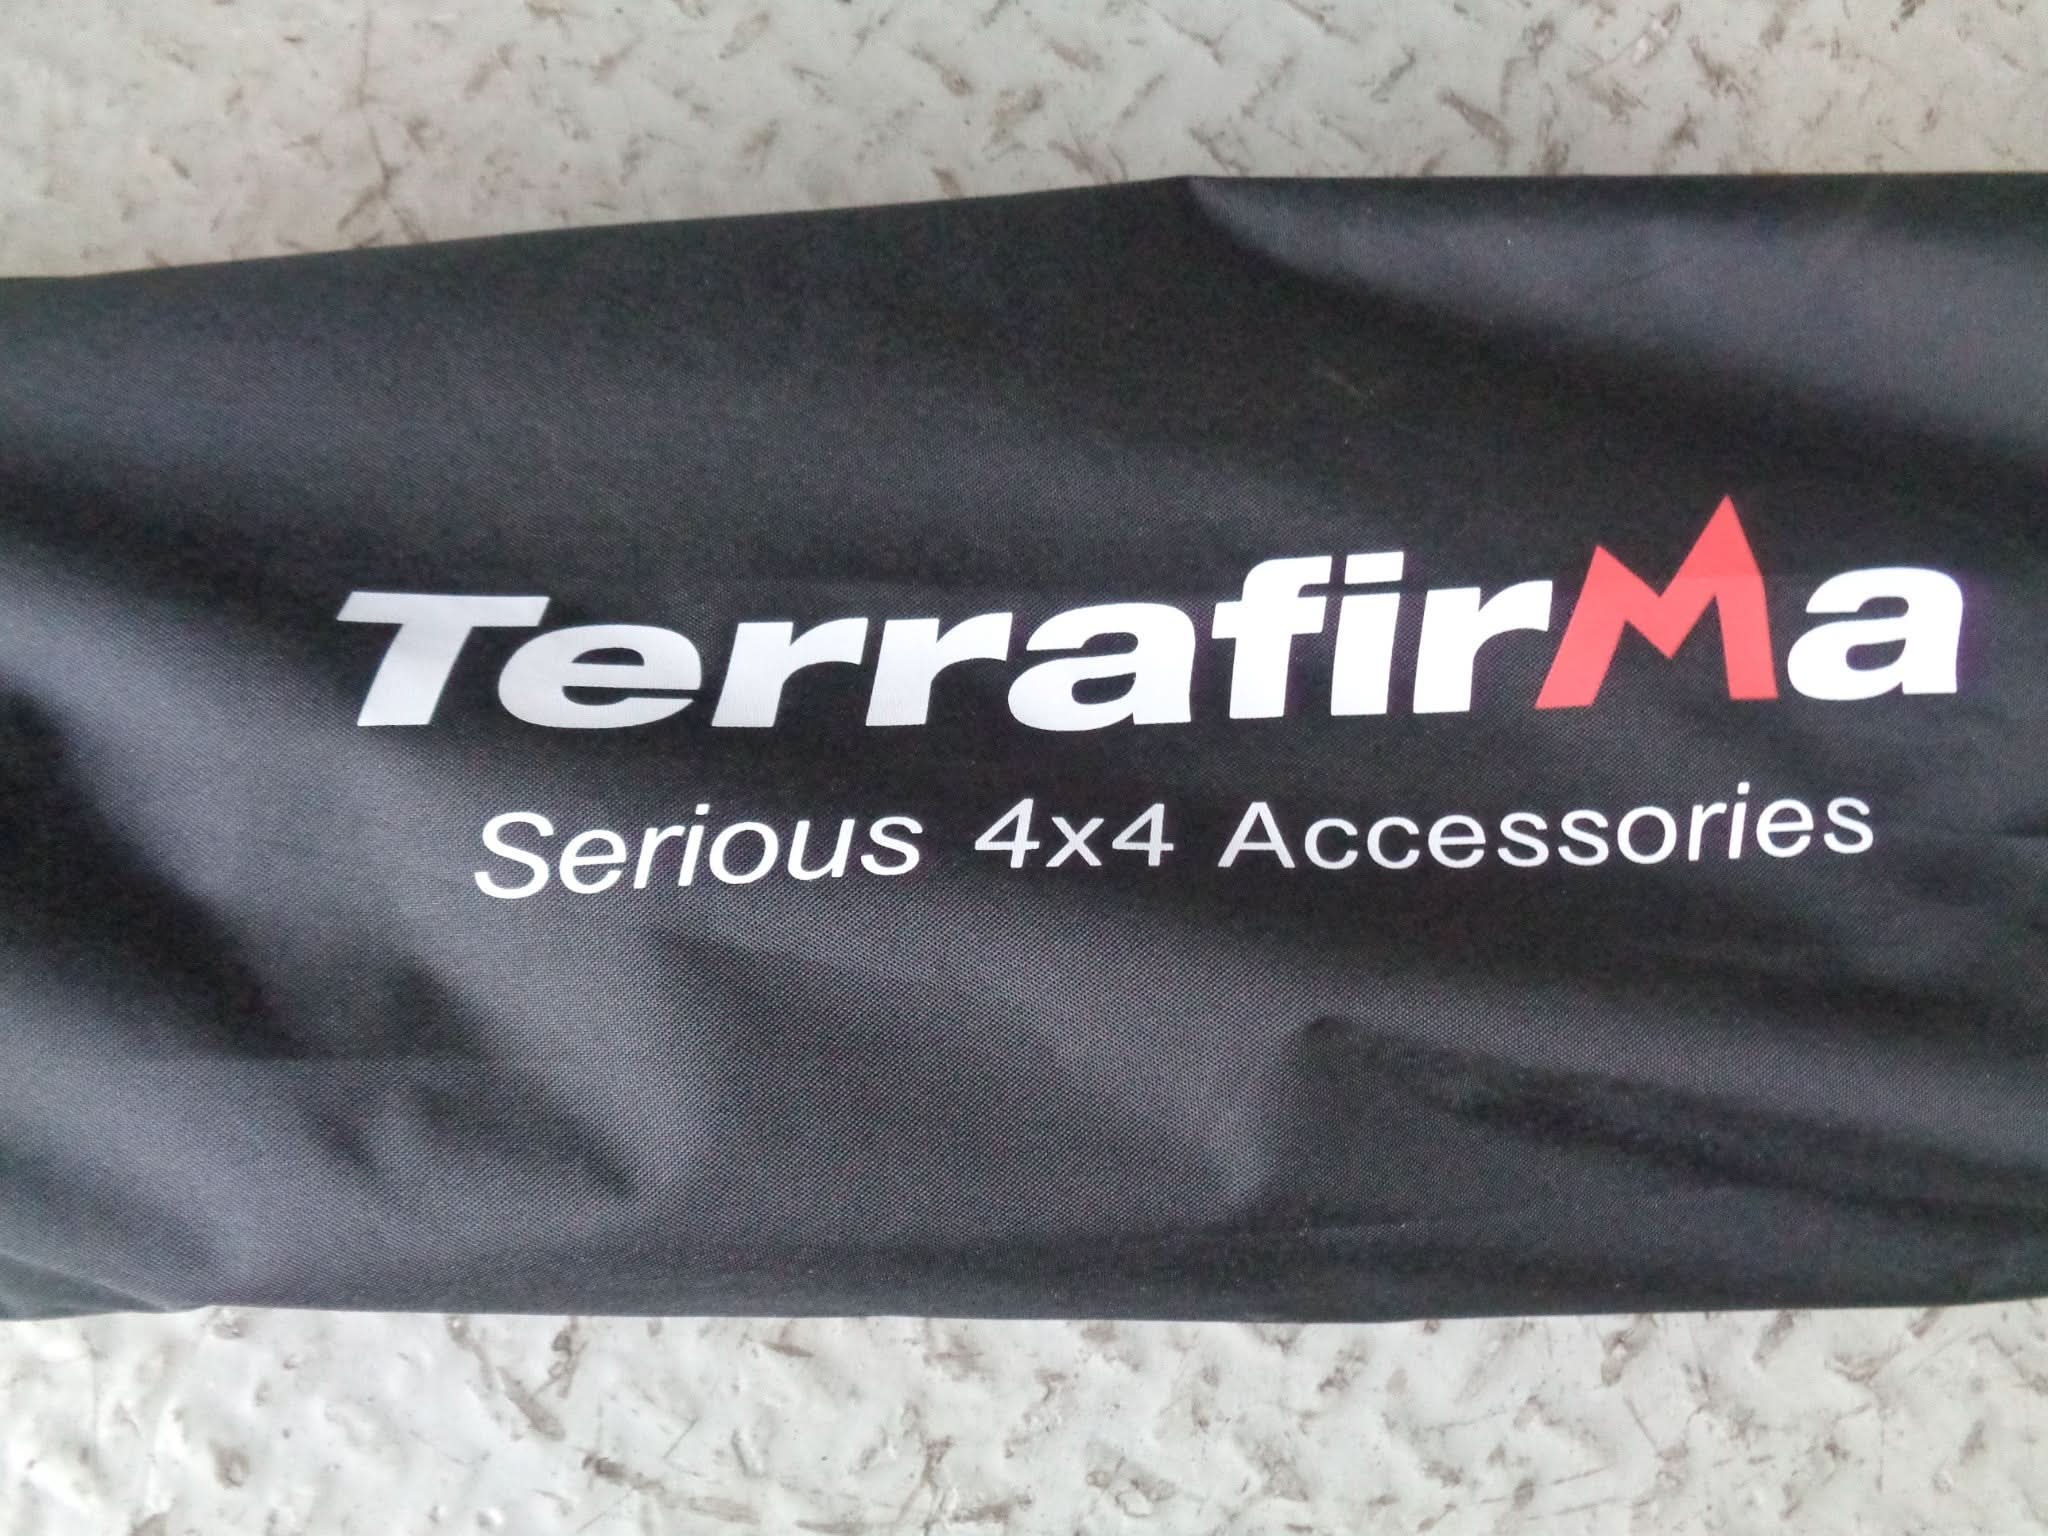 TerrafirMa
Serious 4x4 Accessories